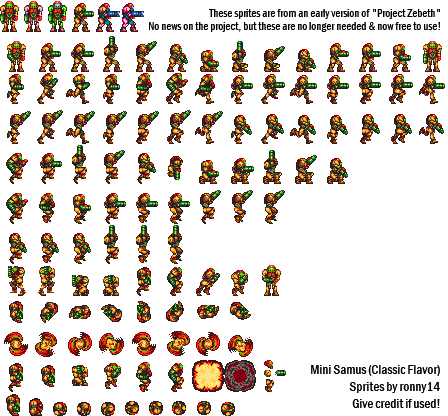 These sprites are from an early version of "Project Zebeth"
No news on the project, but these are no longer needed & now free to use!
Mini Samus (Classic Flavor)
Sprites by ronny14
Give credit if used!